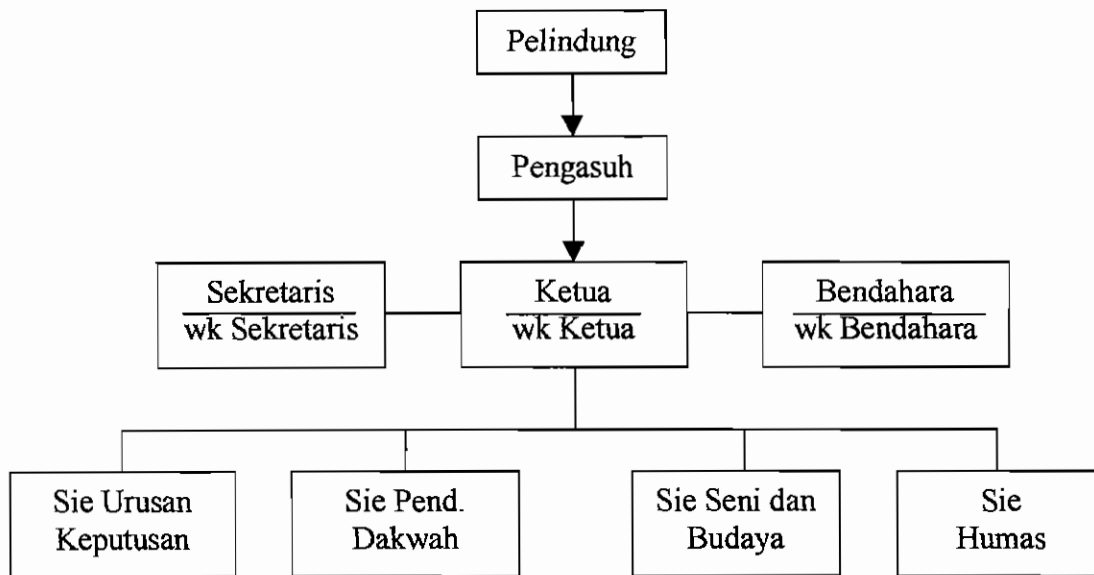 Pelindung
Pengasuh
Sekretaris
wk Sekretaris
Ketua
wk Ketua
Bendahara
wk Bendahara
Sie Urusan
Keputusan
Sie Pend.
Dakwah
Sie Seni dan
Budaya
Sie
Humas